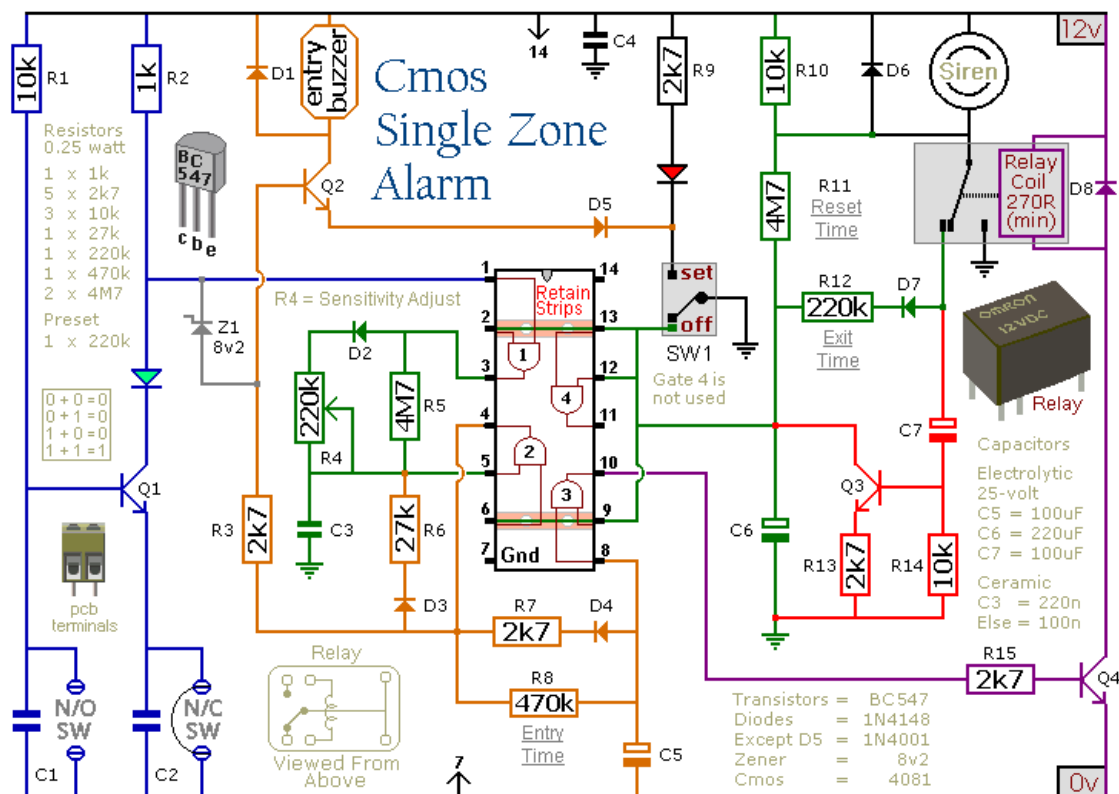 12v
R1
10k
R2
1k
D1
entry
buzzer
14
C4
R9
2k7
R10
10k
D6
Siren
Cmos
Single Zone
Alarm
Resistors
0.25 watt
1 x 1k
5 x 2k7
3 x 10k
1 x 27k
1 x 220k
1 x 470k
2 x 4M7
Preset
1 x 220k
BC
547
c b e
Q2
D5
R11
Reset
Time
4M7
Relay
Coil
270R
(min)
D8
R4 = Sensitivity Adjust
Z1
8v2
D2
1
2
3
4
5
6
7
14
13
12
11
10
9
8
Retain
Strips
1
2
3
4
Gnd
set
off
SW1
Gate 4 is
not used
R12
220k
Exit
Time
D7
OMRON
12VDC
Relay
0 + 0 = 0
0 + 1 = 0
1 + 0 = 0
1 + 1 = 1
220k
R4
4M7
R5
Q1
R3
2k7
C3
R6
27k
D3
C7
Q3
C6
R13
2k7
R14
10k
Capacitors
Electrolytic
25-volt
C5 = 100uF
C6 = 220uF
C7 = 100uF
Ceramic
C3 = 220n
Else = 100n
pcb
terminals
R7
2k7
D4
R8
470k
Entry
Time
Relay
Viewed From
Above
N/O
SW
N/C
SW
C1
C2
7
C5
R15
2k7
Q4
Transistors = BC547
Diodes = 1N4148
Except D5 = 1N4001
Zener = 8v2
Cmos = 4081
0v